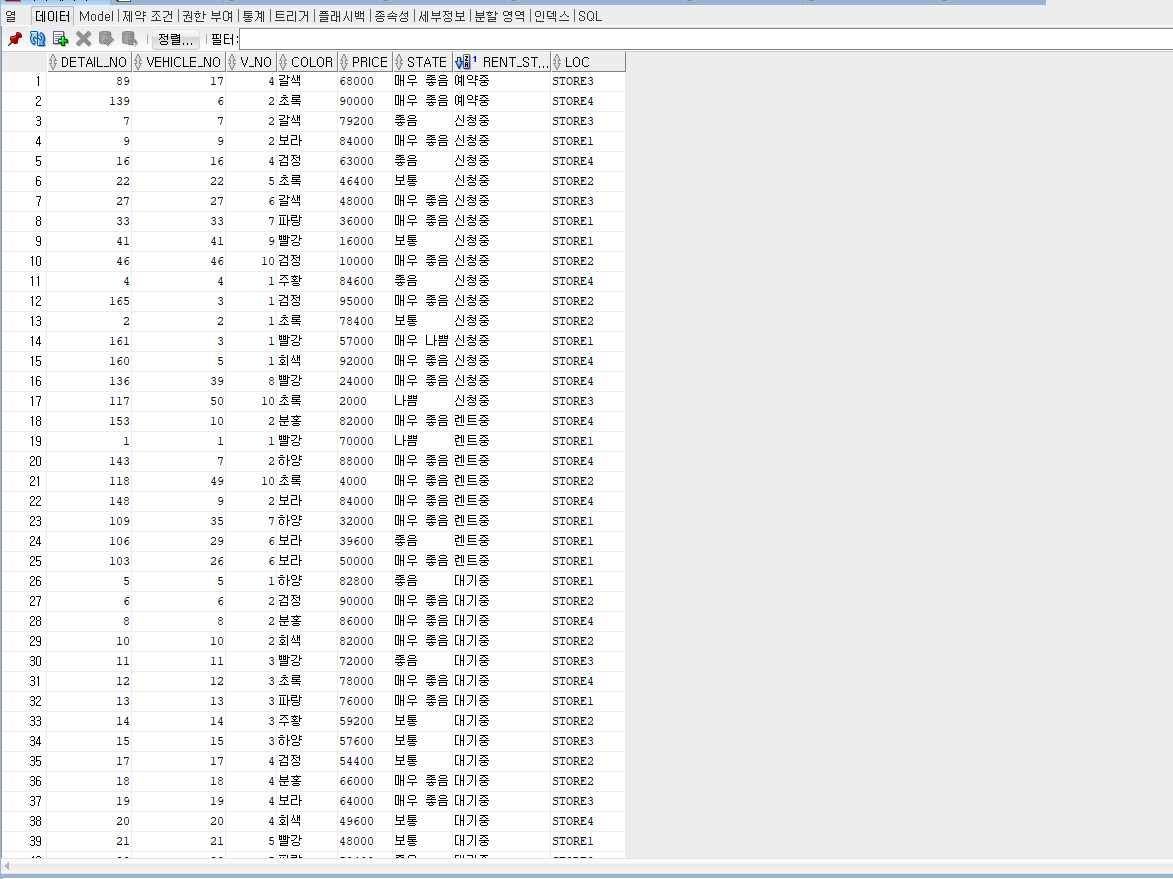 열 데이터 Model 제약 조건 권한 부여 통계 트리거 플래시백 종속성 세부정보 분할 영역 인덱스 SQL
정렬... 필터:
DETAIL_NO VEHICLE_NO V_NO COLOR PRICE STATE 1 RENT_ST... LOC
1 89 17 4 갈색 68000 매우 좋음 예약중 STORE3
2 139 6 2 초록 90000 매우 좋음 예약중 STORE4
3 7 7 2 갈색 79200 좋음 신청중 STORE3
4 9 9 2 보라 84000 매우 좋음 신청중 STORE1
5 16 16 4 검정 63000 좋음 신청중 STORE4
6 22 22 5 초록 46400 보통 신청중 STORE2
7 27 27 6 갈색 48000 매우 좋음 신청중 STORE3
8 33 33 7 파랑 36000 매우 좋음 신청중 STORE1
9 41 41 9 빨강 16000 보통 신청중 STORE1
10 46 46 10 검정 10000 매우 좋음 신청중 STORE2
11 4 4 1 주황 84600 좋음 신청중 STORE4
12 165 3 1 검정 95000 매우 좋음 신청중 STORE2
13 2 2 1 초록 78400 보통 신청중 STORE2
14 161 3 1 빨강 57000 매우 나쁨 신청중 STORE1
15 160 5 1 회색 92000 매우 좋음 신청중 STORE4
16 136 39 8 빨강 24000 매우 좋음 신청중 STORE4
17 117 50 10 초록 2000 나쁨 신청중 STORE3
18 153 10 2 분홍 82000 매우 좋음 렌트중 STORE4
19 1 1 1 빨강 70000 나쁨 렌트중 STORE1
20 143 7 2 하양 88000 매우 좋음 렌트중 STORE4
21 118 49 10 초록 4000 매우 좋음 렌트중 STORE2
22 148 9 2 보라 84000 매우 좋음 렌트중 STORE4
23 109 35 7 하양 32000 매우 좋음 렌트중 STORE1
24 106 29 6 보라 39600 좋음 렌트중 STORE1
25 103 26 6 보라 50000 매우 좋음 렌트중 STORE1
26 5 5 1 하양 82800 좋음 대기중 STORE1
27 6 6 2 검정 90000 매우 좋음 대기중 STORE2
28 8 8 2 분홍 86000 매우 좋음 대기중 STORE4
29 10 10 2 회색 82000 매우 좋음 대기중 STORE2
30 11 11 3 빨강 72000 좋음 대기중 STORE3
31 12 12 3 초록 78000 매우 좋음 대기중 STORE4
32 13 13 3 파랑 76000 매우 좋음 대기중 STORE1
33 14 14 3 주황 59200 보통 대기중 STORE2
34 15 15 3 하양 57600 보통 대기중 STORE3
35 17 17 4 검정 54400 보통 대기중 STORE2
36 18 18 4 분홍 66000 매우 좋음 대기중 STORE2
37 19 19 4 보라 64000 매우 좋음 대기중 STORE3
38 20 20 4 회색 49600 보통 대기중 STORE4
39 21 21 5 빨강 48000 보통 대기중 STORE1